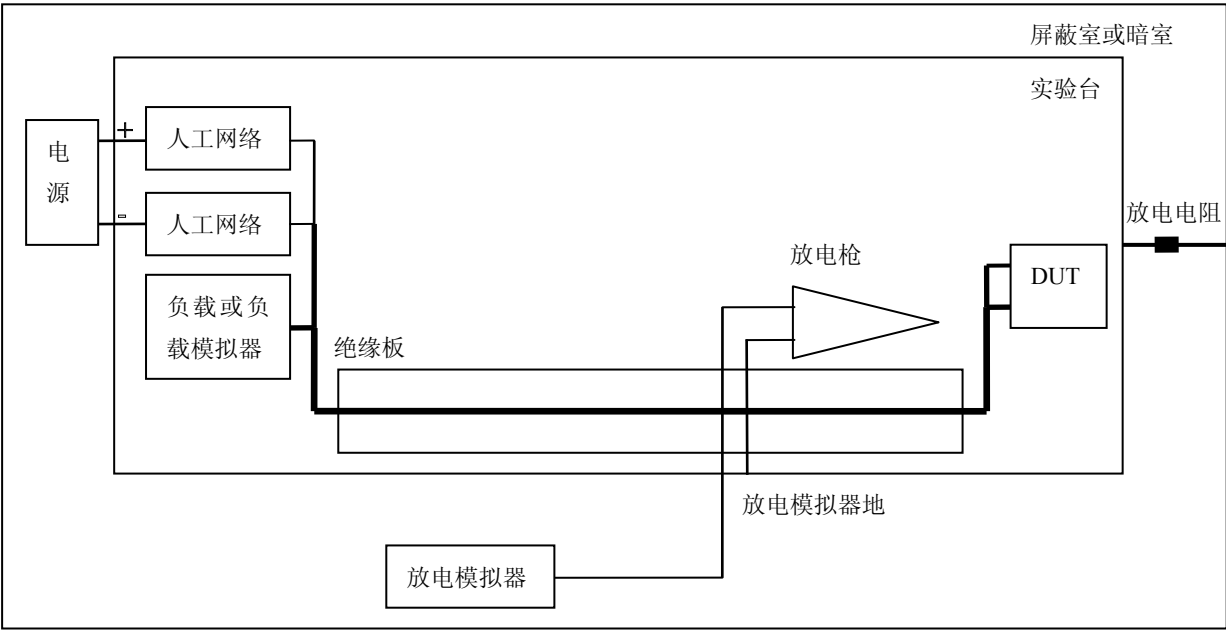 屏蔽室或暗室
实验台
电
源
+
人工网络
-
人工网络
负载或负
载模拟器
绝缘板
放电枪
DUT
放电电阻
放电模拟器地
放电模拟器